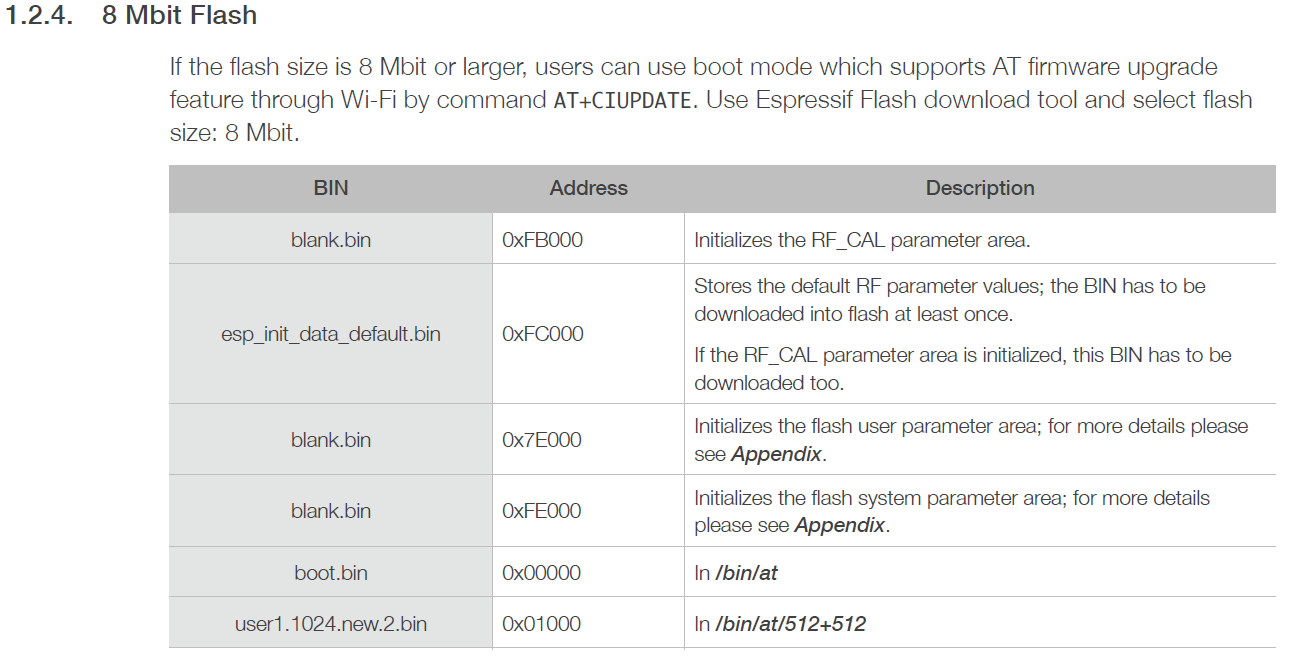 1.2.4. 8 Mbit Flash
If the flash size is 8 Mbit or larger, users can use boot mode which supports AT firmware upgrade
feature through Wi-Fi by command AT+CIUPDATE. Use Espressif Flash download tool and select flash
size: 8 Mbit.
BIN Address Description
blank.bin 0xFB000 Initializes the RF_CAL parameter area.
esp_init_data_default.bin 0xFC000 Stores the default RF parameter values; the BIN has to be
downloaded into flash at least once.
If the RF_CAL parameter area is initialized, this BIN has to be
downloaded too.
blank.bin 0x7E000 Initializes the flash user parameter area; for more details please
see Appendix.
blank.bin 0xFE000 Initializes the flash system parameter area; for more details
please see Appendix.
boot.bin 0x00000 In /bin/at
user1.1024.new.2.bin 0x01000 In /bin/at/512+512